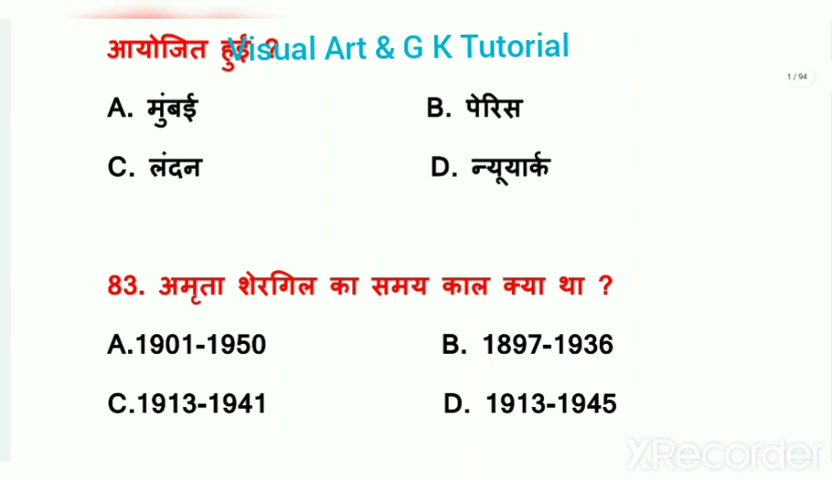 आयोजित हुई ? Visual Art & G K Tutorial
1 / 94
A. मुंबई B. पेरिस
C. लंदन D. न्यूयार्क
83. अमृता शेरगिल का समय काल क्या था ?
A.1901-1950 B. 1897-1936
C.1913-1941 D. 1913-1945
XRecorder